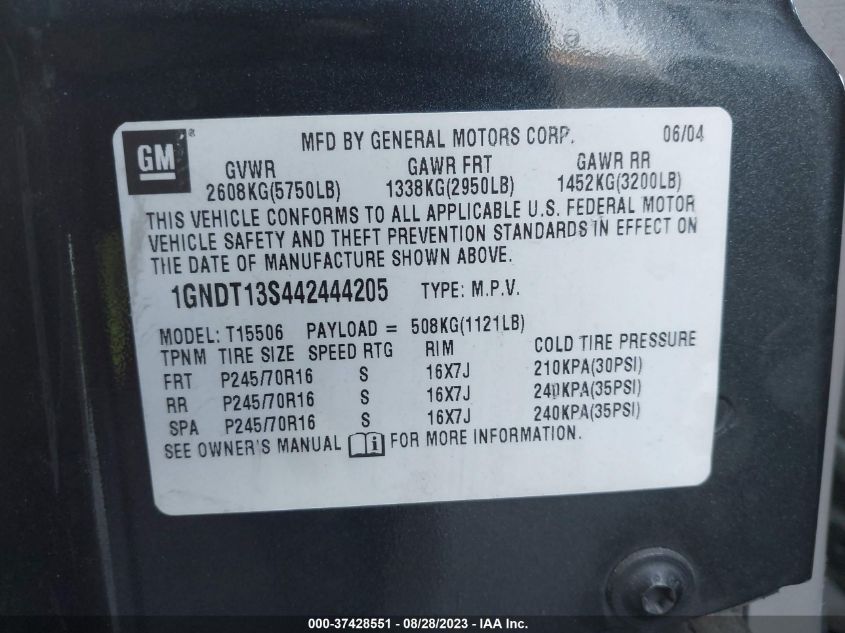 GM ® MFD BY GENERAL MOTORS CORP. 06/04
GVWR GAWR FRT GAWR RR
2608KG(5750LB) 1338KG(2950LB) 1452KG(3200LB)
THIS VEHICLE CONFORMS TO ALL APPLICABLE U.S. FEDERAL MOTOR
VEHICLE SAFETY AND THEFT PREVENTION STANDARDS IN EFFECT ON
THE DATE OF MANUFACTURE SHOWN ABOVE.
1GNDT13S442444205 TYPE: M.P.V.
MODEL: T15506 PAYLOAD = 508KG(1121LB)
TPNM TIRE SIZE SPEED RTG RIM COLD TIRE PRESSURE
FRT P245/70R16 S 16X7J 210KPA(30PSI)
RR P245/70R16 S 16X7J 240KPA(35PSI)
SPA P245/70R16 S 16X7J 240KPA(35PSI)
SEE OWNER'S MANUAL FOR MORE INFORMATION.
000-37428551 - 08/28/2023 - IAA Inc.